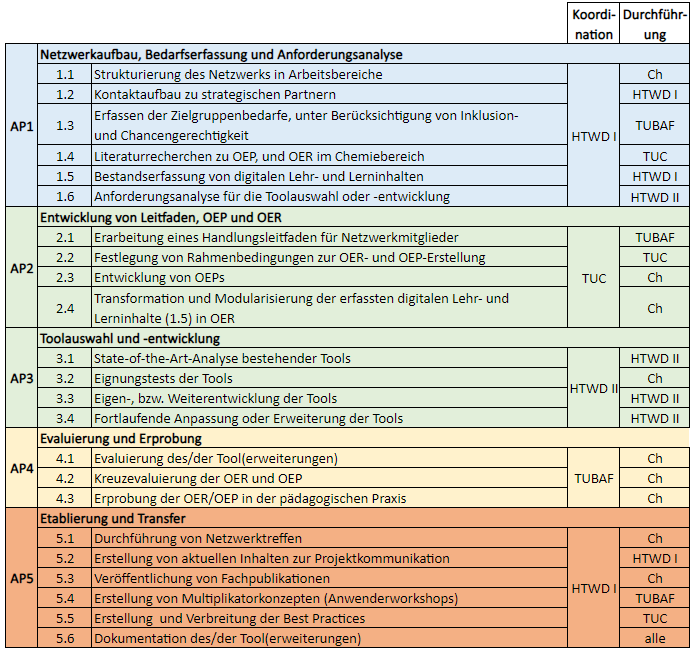 Koordi- Durchführ-
nation ung
Netzwerkaufbau, Bedarfserfassung und Anforderungsanalyse
1.1 Strukturierung des Netzwerks in Arbeitsbereiche Ch
1.2 Kontaktaufbau zu strategischen Partnern HTWD I
AP1 1.3 Erfassen der Zielgruppenbedarfe, unter Berücksichtigung von Inklusion-
und Chancengerechtigkeit HTWD I TUBAF
1.4 Literaturrecherchen zu OEP, und OER im Chemiebereich TUC
1.5 Bestandserfassung von digitalen Lehr- und Lerninhalten HTWD I
1.6 Anforderungsanalyse für die Toolauswahl oder -entwicklung HTWD II
Entwicklung von Leitfaden, OEP und OER
2.1 Erarbeitung eines Handlungsleitfaden für Netzwerkmitglieder TUBAF
AP2 2.2 Festlegung von Rahmenbedingungen zur OER- und OEP-Erstellung TUC
2.3 Entwicklung von OEPs TUC Ch
2.4 Transformation und Modularisierung der erfassten digitalen Lehr- und
Lerninhalte (1.5) in OER Ch
Toolauswahl und -entwicklung
3.1 State-of-the-Art-Analyse bestehender Tools HTWD II
AP3 3.2 Eignungstests der Tools HTWD II Ch
3.3 Eigen-, bzw. Weiterentwicklung der Tools HTWD II
3.4 Fortlaufende Anpassung oder Erweiterung der Tools HTWD II
Evaluierung und Erprobung
4.1 Evaluierung des/der Tool(erweiterungen) Ch
AP4 4.2 Kreuzevaluierung der OER und OEP TUBAF Ch
4.3 Erprobung der OER/OEP in der pädagogischen Praxis Ch
Etablierung und Transfer
5.1 Durchführung von Netzwerktreffen Ch
5.2 Erstellung von aktuellen Inhalten zur Projektkommunikation HTWD I
AP5 5.3 Veröffentlichung von Fachpublikationen HTWD I Ch
5.4 Erstellung von Multiplikatorkonzepten (Anwenderworkshops) TUBAF
5.5 Erstellung und Verbreitung der Best Practices TUC
5.6 Dokumentation des/der Tool(erweiterungen) alle